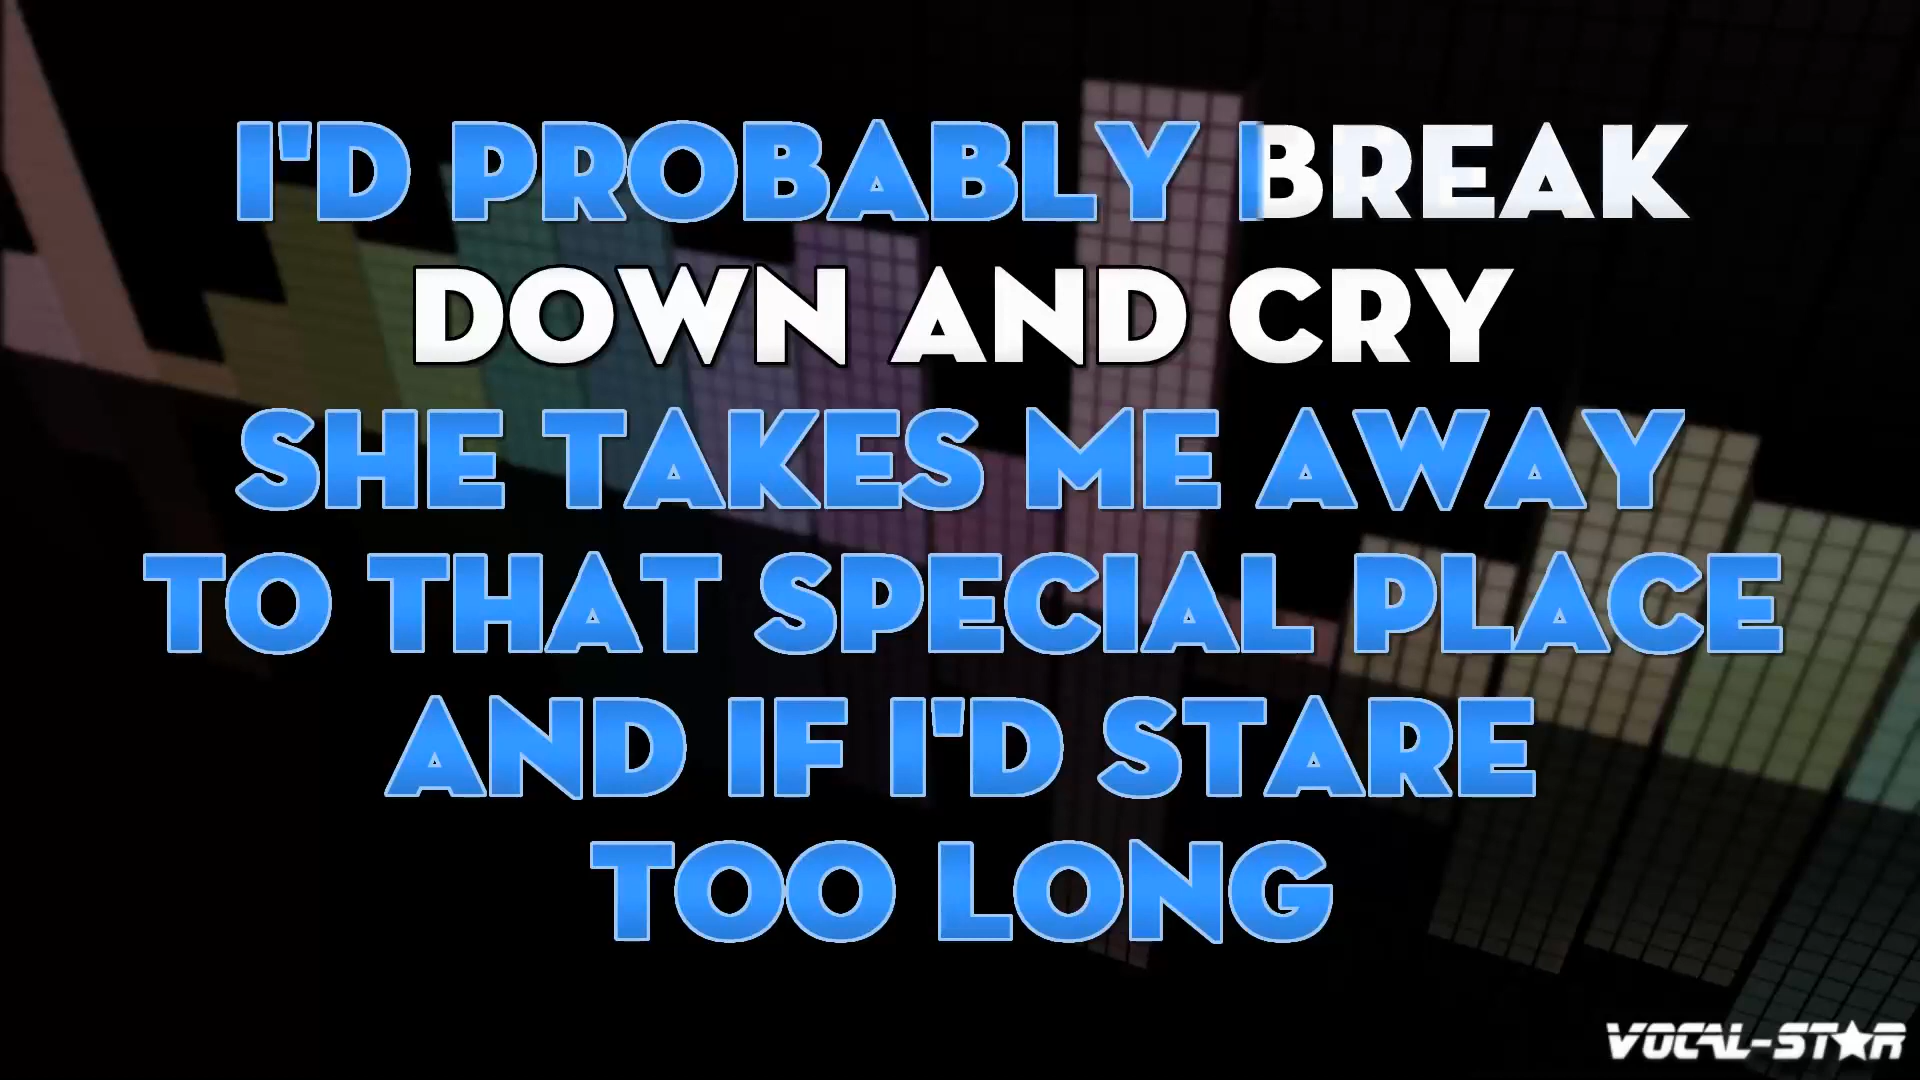 I'D PROBABLY BREAK
DOWN AND CRY
SHE TAKES ME AWAY
TO THAT SPECIAL PLACE
AND IF I'D STARE
TOO LONG
VOCAL-STAR